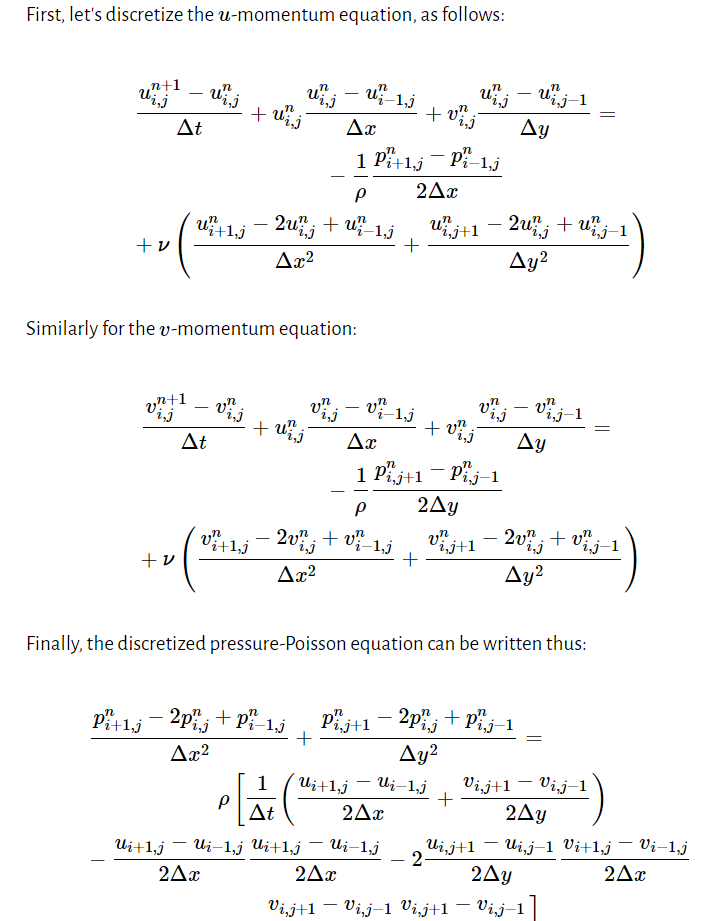 First, let's discretize the u-momentum equation, as follows:
\frac{u_{i,j}^{n+1} - u_{i,j}^{n}}{\Delta t} + u_{i,j}^{n} \frac{u_{i,j}^{n} - u_{i-1,j}^{n}}{\Delta x} + v_{i,j}^{n} \frac{u_{i,j}^{n} - u_{i,j-1}^{n}}{\Delta y} =
- \frac{1}{\rho} \frac{p_{i+1,j}^{n} - p_{i-1,j}^{n}}{2\Delta x}
+ \nu \left( \frac{u_{i+1,j}^{n} - 2u_{i,j}^{n} + u_{i-1,j}^{n}}{\Delta x^2} + \frac{u_{i,j+1}^{n} - 2u_{i,j}^{n} + u_{i,j-1}^{n}}{\Delta y^2} \right)
Similarly for the v-momentum equation:
\frac{v_{i,j}^{n+1} - v_{i,j}^{n}}{\Delta t} + u_{i,j}^{n} \frac{v_{i,j}^{n} - v_{i-1,j}^{n}}{\Delta x} + v_{i,j}^{n} \frac{v_{i,j}^{n} - v_{i,j-1}^{n}}{\Delta y} =
- \frac{1}{\rho} \frac{p_{i,j+1}^{n} - p_{i,j-1}^{n}}{2\Delta y}
+ \nu \left( \frac{v_{i+1,j}^{n} - 2v_{i,j}^{n} + v_{i-1,j}^{n}}{\Delta x^2} + \frac{v_{i,j+1}^{n} - 2v_{i,j}^{n} + v_{i,j-1}^{n}}{\Delta y^2} \right)
Finally, the discretized pressure-Poisson equation can be written thus:
\frac{p_{i+1,j}^{n} - 2p_{i,j}^{n} + p_{i-1,j}^{n}}{\Delta x^2} + \frac{p_{i,j+1}^{n} - 2p_{i,j}^{n} + p_{i,j-1}^{n}}{\Delta y^2} =
\rho \left[ \frac{1}{\Delta t} \left( \frac{u_{i+1,j} - u_{i-1,j}}{2\Delta x} + \frac{v_{i,j+1} - v_{i,j-1}}{2\Delta y} \right) \right.
- \frac{u_{i+1,j} - u_{i-1,j}}{2\Delta x} \frac{u_{i+1,j} - u_{i-1,j}}{2\Delta x} - 2 \frac{u_{i,j+1} - u_{i,j-1}}{2\Delta y} \frac{v_{i+1,j} - v_{i-1,j}}{2\Delta x}
v_{i,j+1} - v_{i,j-1} v_{i,j+1} - v_{i,j-1} ]